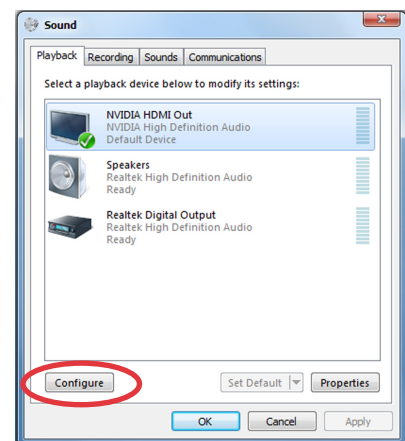 Sound
Playback Recording Sounds Communications
Select a playback device below to modify its settings:
NVIDIA HDMI Out
NVIDIA High Definition Audio
Default Device
Speakers
Realtek High Definition Audio
Ready
Realtek Digital Output
Realtek High Definition Audio
Ready
Configure Set Default Properties
OK Cancel Apply